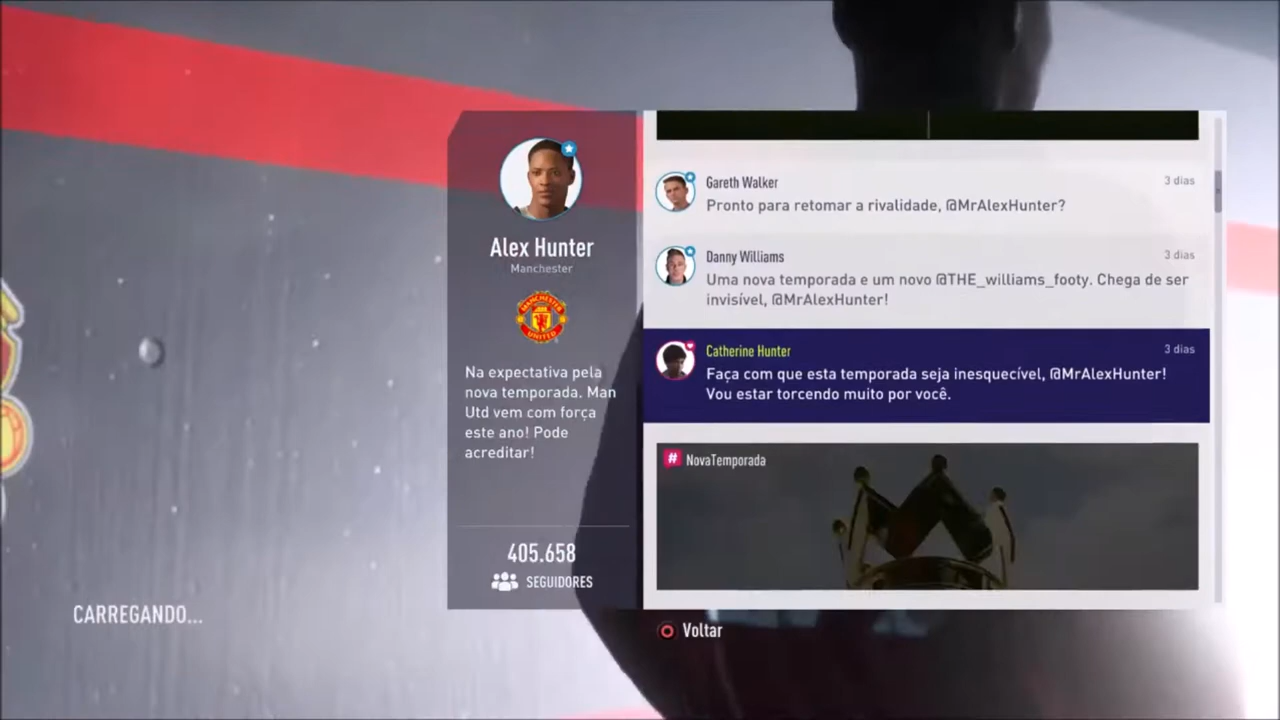 Alex Hunter
Manchester
MANCHESTER
UNITED
Na expectativa pela
nova temporada. Man
Utd vem com força
este ano! Pode
acreditar!
405.658
SEGUIDORES
Gareth Walker
3 dias
Pronto para retomar a rivalidade, @MrAlexHunter?
Danny Williams
3 dias
Uma nova temporada e um novo @THE_williams_footy. Chega de ser
invisível, @MrAlexHunter!
Catherine Hunter
3 dias
Faça com que esta temporada seja inesquecível, @MrAlexHunter!
Vou estar torcendo muito por você.
# NovaTemporada
CARREGANDO...
Voltar